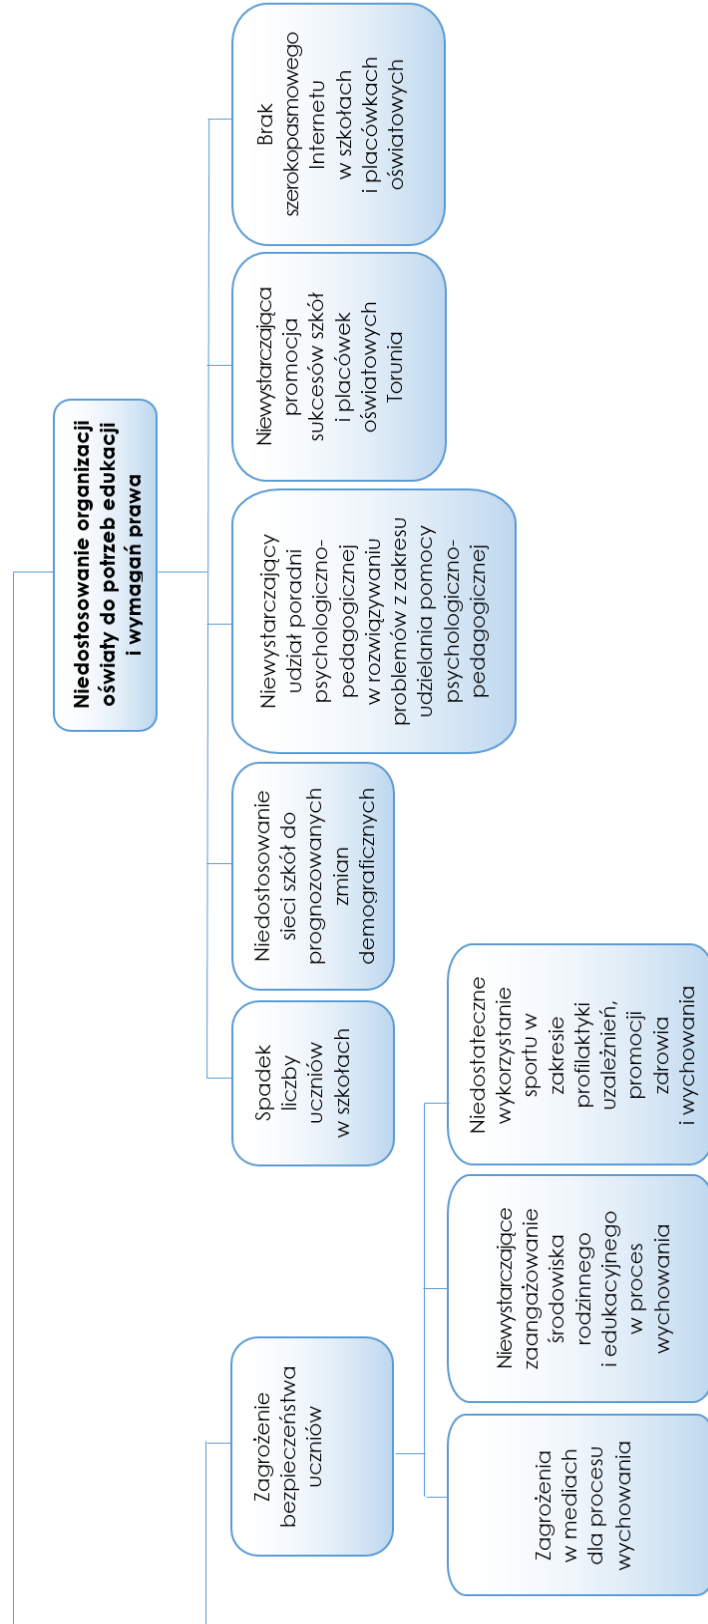 Niedostosowanie organizacji
oświaty do potrzeb edukacji
i wymagań prawa
Spadek
liczby
uczniów
w szkołach
Niedostosowanie
sieci szkół do
prognozowanych
zmian
demograficznych
Niewystarczający
udział poradni
psychologiczno-
pedagogicznej
w rozwiązywaniu
problemów z zakresu
udzielania pomocy
psychologiczno-
pedagogicznej
Niewystarczająca
promocja
sukcesów szkół
i placówek
oświatowych
Torunia
Brak
szerokopasmowego
Internetu
w szkołach
i placówkach
oświatowych
Zagrożenie
bezpieczeństwa
uczniów
Zagrożenia
w mediach
dla procesu
wychowania
Niewystarczające
zaangażowanie
środowiska
rodzinnego
i edukacyjnego
w proces
wychowania
Niedostateczne
wykorzystanie
sportu w
zakresie
profilaktyki
uzależnień,
promocji
zdrowia
i wychowania